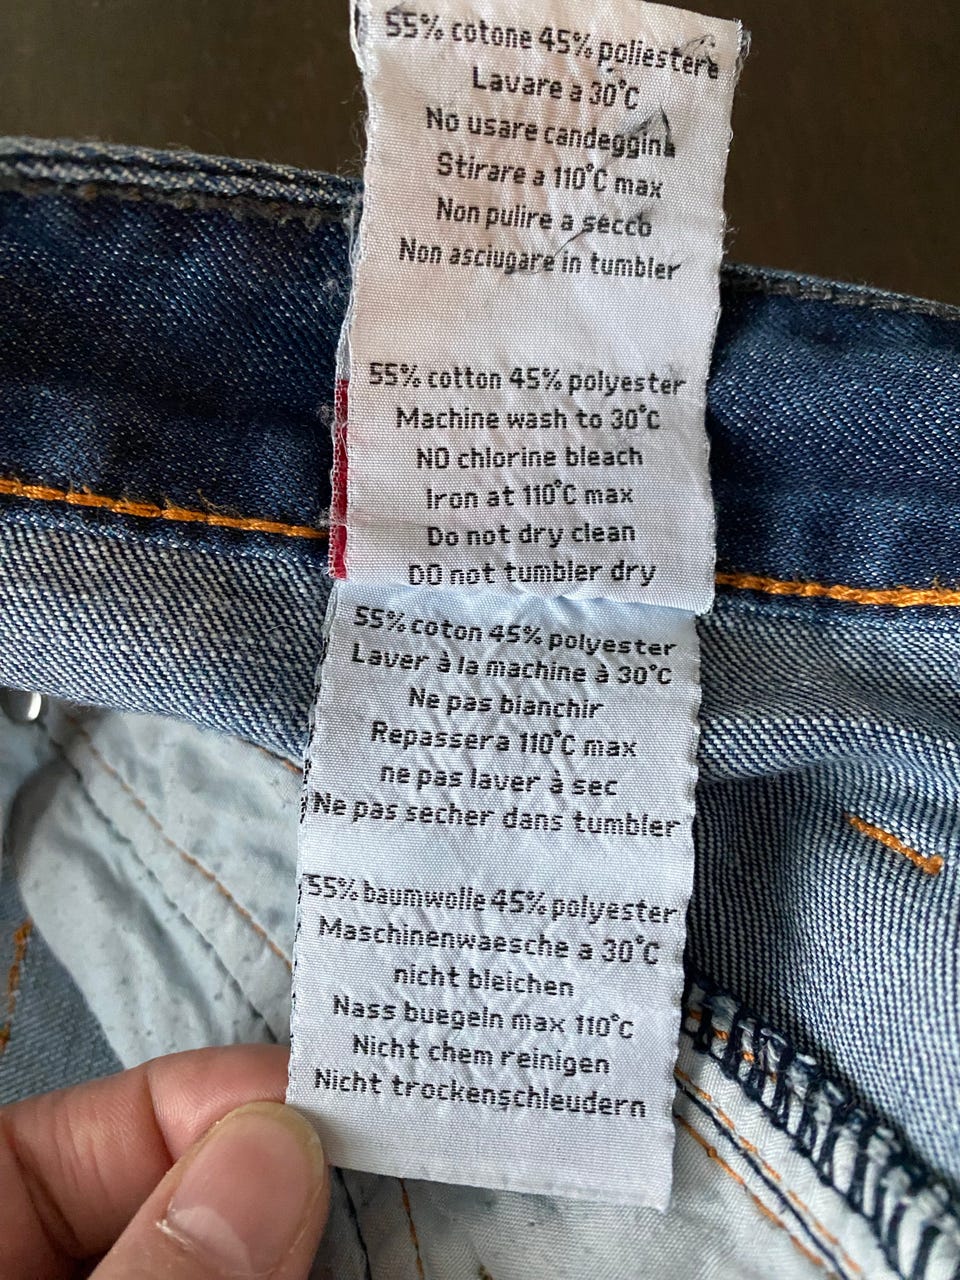 55% cotone 45% poliestere
Lavare a 30°C
No usare candeggina
Stirare a 110°C max
Non pulire a secco
Non asciugare in tumbler
55% cotton 45% polyester
Machine wash to 30°C
NO chlorine bleach
Iron at 110°C max
Do not dry clean
DO not tumbler dry
55% coton 45% polyester
Laver à la machine à 30°C
Ne pas bianchir
Repassera 110°C max
ne pas laver à sec
Ne pas secher dans tumbler
55% baumwolle 45% polyester
Maschinenwaesche a 30°C
nicht bleichen
Nass buegeln max 110°C
Nicht chem reinigen
Nicht trockenschleudern